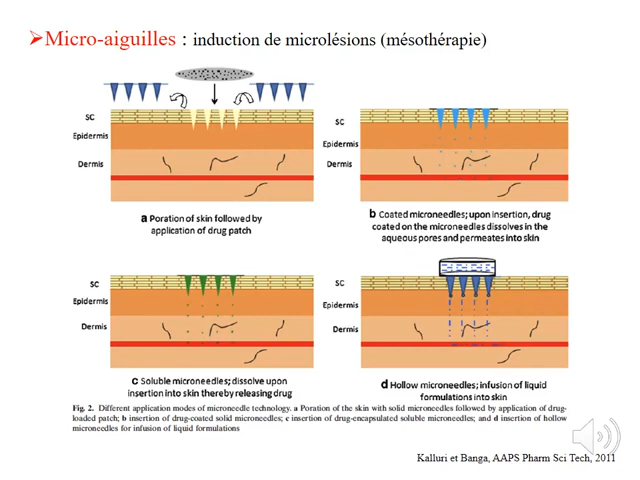 ➢Micro-aiguilles : induction de microlésions (mésothérapie)
SC
Epidermis
Dermis
a Poration of skin followed by
application of drug patch
SC
Epidermis
Dermis
b Coated microneedles; upon insertion, drug
coated on the microneedles dissolves in the
aqueous pores and permeates into skin
SC
Epidermis
Dermis
c Soluble microneedles; dissolve upon
insertion into skin thereby releasing drug
SC
Epidermis
Dermis
d Hollow microneedles; infusion of liquid
formulations into skin
Fig. 2. Different application modes of microneedle technology. a Poration of the skin with solid microneedles followed by application of drug-
loaded patch; b insertion of drug-coated solid microneedles; c insertion of drug-encapsulated soluble microneedles; and d insertion of hollow
microneedles for infusion of liquid formulations
Kalluri et Banga, AAPS Pharm Sci Tech, 2011